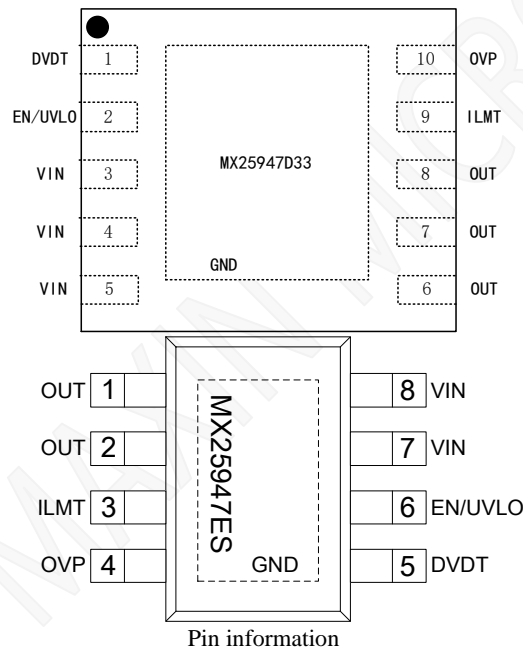 DVDT 1 10 OVP
EN/UVLO 2 9 ILMT
VIN 3 MX25947D33 8 OUT
VIN 4 7 OUT
GND
VIN 5 6 OUT
OUT 1 8 VIN
OUT 2 7 VIN
MX25947ES
ILMT 3 6 EN/UVLO
OVP 4 GND 5 DVDT
Pin information